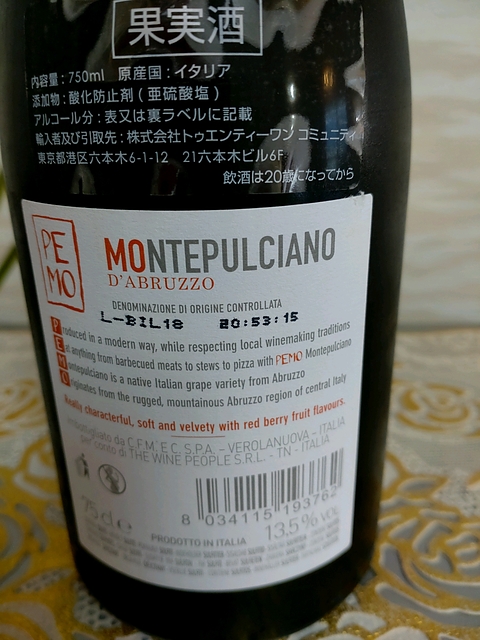 果実酒
内容量：750ml 原産国：イタリア
添加物：酸化防止剤（亜硫酸塩）
アルコール分：表又は裏ラベルに記載
輸入者及び引取先：株式会社トゥエンティーワン コミュニティ
東京都港区六本木6-1-12 21六本木ビル6F
飲酒は20歳になってから
PE
MO
MONTEPULCIANO
D'ABRUZZO
DENOMINAZIONE DI ORIGINE CONTROLLATA
L-BIL18 20:53:15
Produced in a modern way, while respecting local winemaking traditions
Eat anything from barbecued meats to stews to pizza with PEMO Montepulciano
Montepulciano is a native Italian grape variety from Abruzzo
Originates from the rugged, mountainous Abruzzo region of central Italy
Really characterful, soft and velvety with red berry fruit flavours.
Imbottigliato da C.F.M. E C. S.P.A. – VEROLANUOVA - ITALIA
per conto di THE WINE PEOPLE S.R.L. - TN - ITALIA
75cl e
8 034115 193762
13.5% VOL
PRODOTTO IN ITALIA